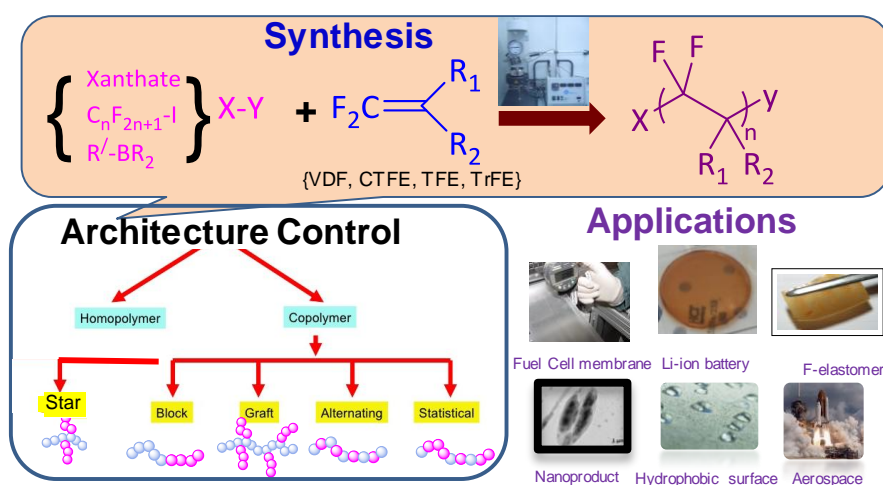 Synthesis
Xanthate
CnF2n+1-I
R/-BR2
X-Y
+
F2C
R1
R2
{VDF, CTFE, TFE, TrFE}
F F
X
y
n
R1 R2
Architecture Control
Homopolymer
Copolymer
Star
Block
Graft
Alternating
Statistical
Applications
Fuel Cell membrane
Li-ion battery
F-elastomer
Nanoproduct
Hydrophobic surface
Aerospace